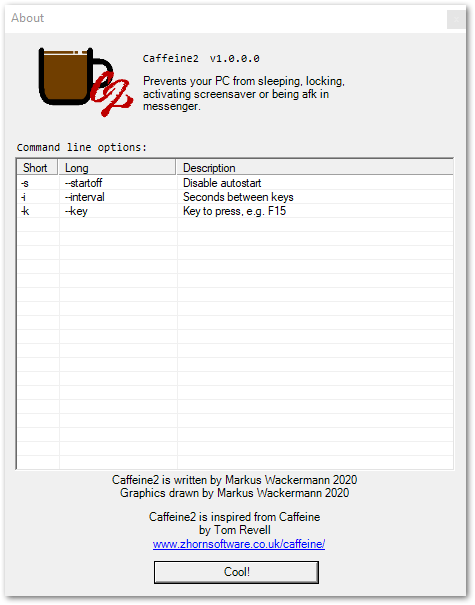 About
Caffeine2 v1.0.0.0
Prevents your PC from sleeping, locking,
activating screensaver or being afk in
messenger.
Command line options:
Short Long Description
-s --startoff Disable autostart
-i --interval Seconds between keys
-k --key Key to press, e.g. F15
Caffeine2 is written by Markus Wackermann 2020
Graphics drawn by Markus Wackermann 2020
Caffeine2 is inspired from Caffeine
by Tom Revell
www.zhornsoftware.co.uk/caffeine/
Cool!